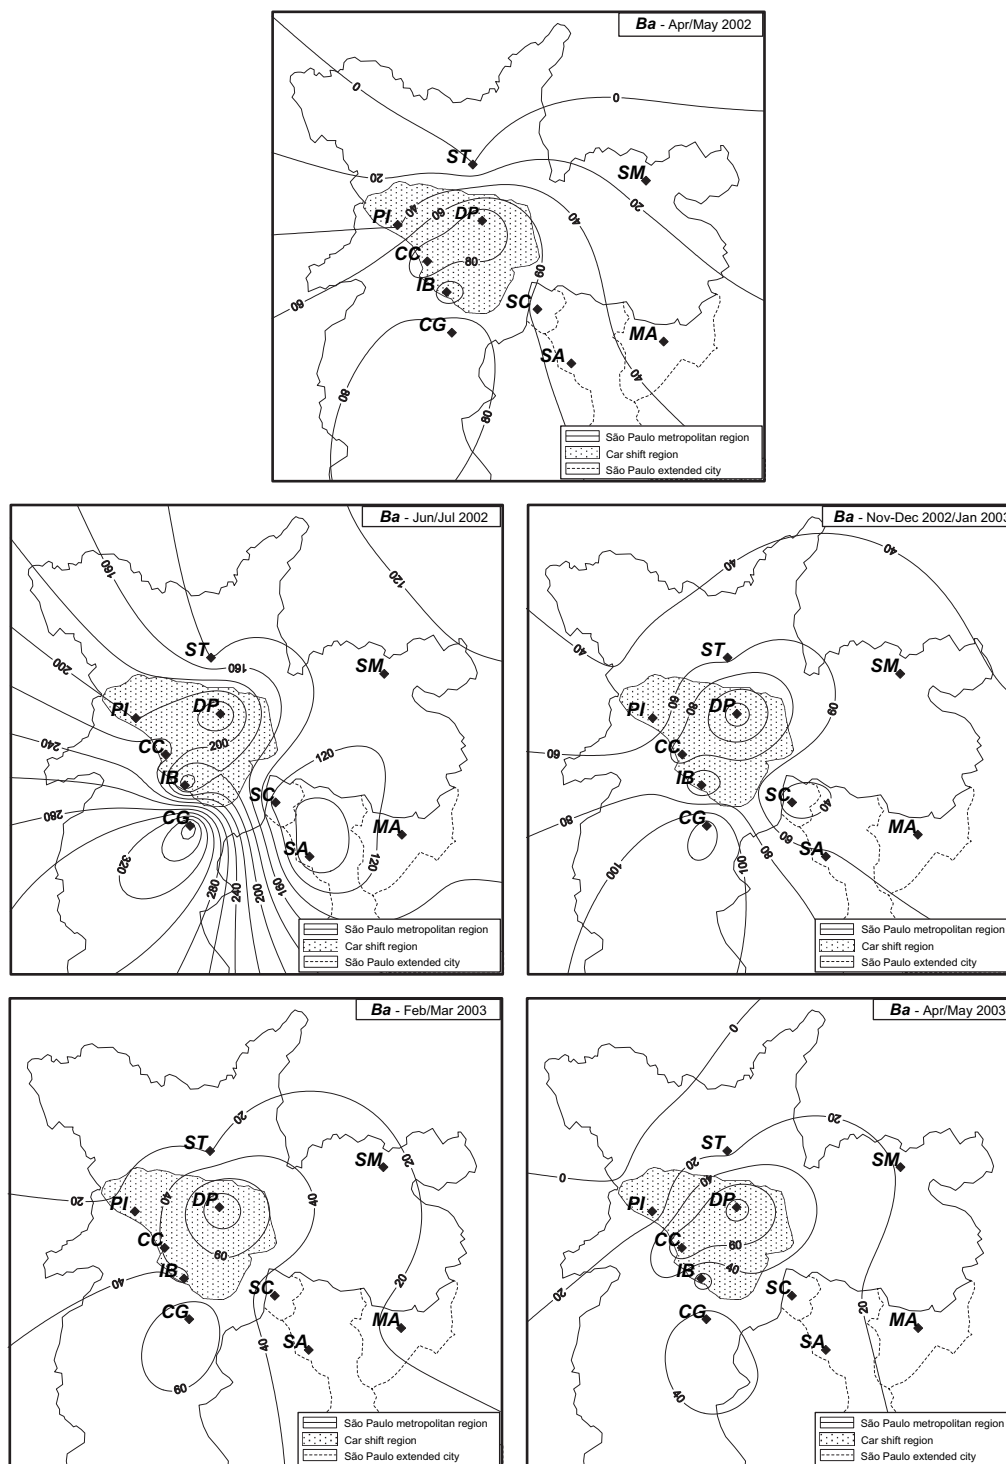 Ba - Apr/May 2002
0
0
ST
SM
20
20
PI
40
60
DP
40
CC
80
60
IB
60
SC
CG
MA
SA
40
80
80
São Paulo metropolitan region
Car shift region
São Paulo extended city
Ba - Jun/Jul 2002
160
120
ST
160
SM
200
PI
DP
240
CC
200
120
IB
SC
280
CG
MA
SA
320
120
280
240
200
160
São Paulo metropolitan region
Car shift region
São Paulo extended city
Ba - Nov-Dec 2002/Jan 2003
40
40
40
ST
SM
60
80
PI
DP
60
60
CC
IB
SC
40
80
CG
MA
60
80
SA
100
100
São Paulo metropolitan region
Car shift region
São Paulo extended city
Ba - Feb/Mar 2003
20
ST
20
SM
20
PI
40
DP
40
CC
60
IB
40
20
SC
CG
MA
40
SA
60
São Paulo metropolitan region
Car shift region
São Paulo extended city
Ba - Apr/May 2003
0
20
ST
20
SM
0
40
PI
DP
CC
60
40
IB
20
SC
20
CG
MA
SA
40
São Paulo metropolitan region
Car shift region
São Paulo extended city